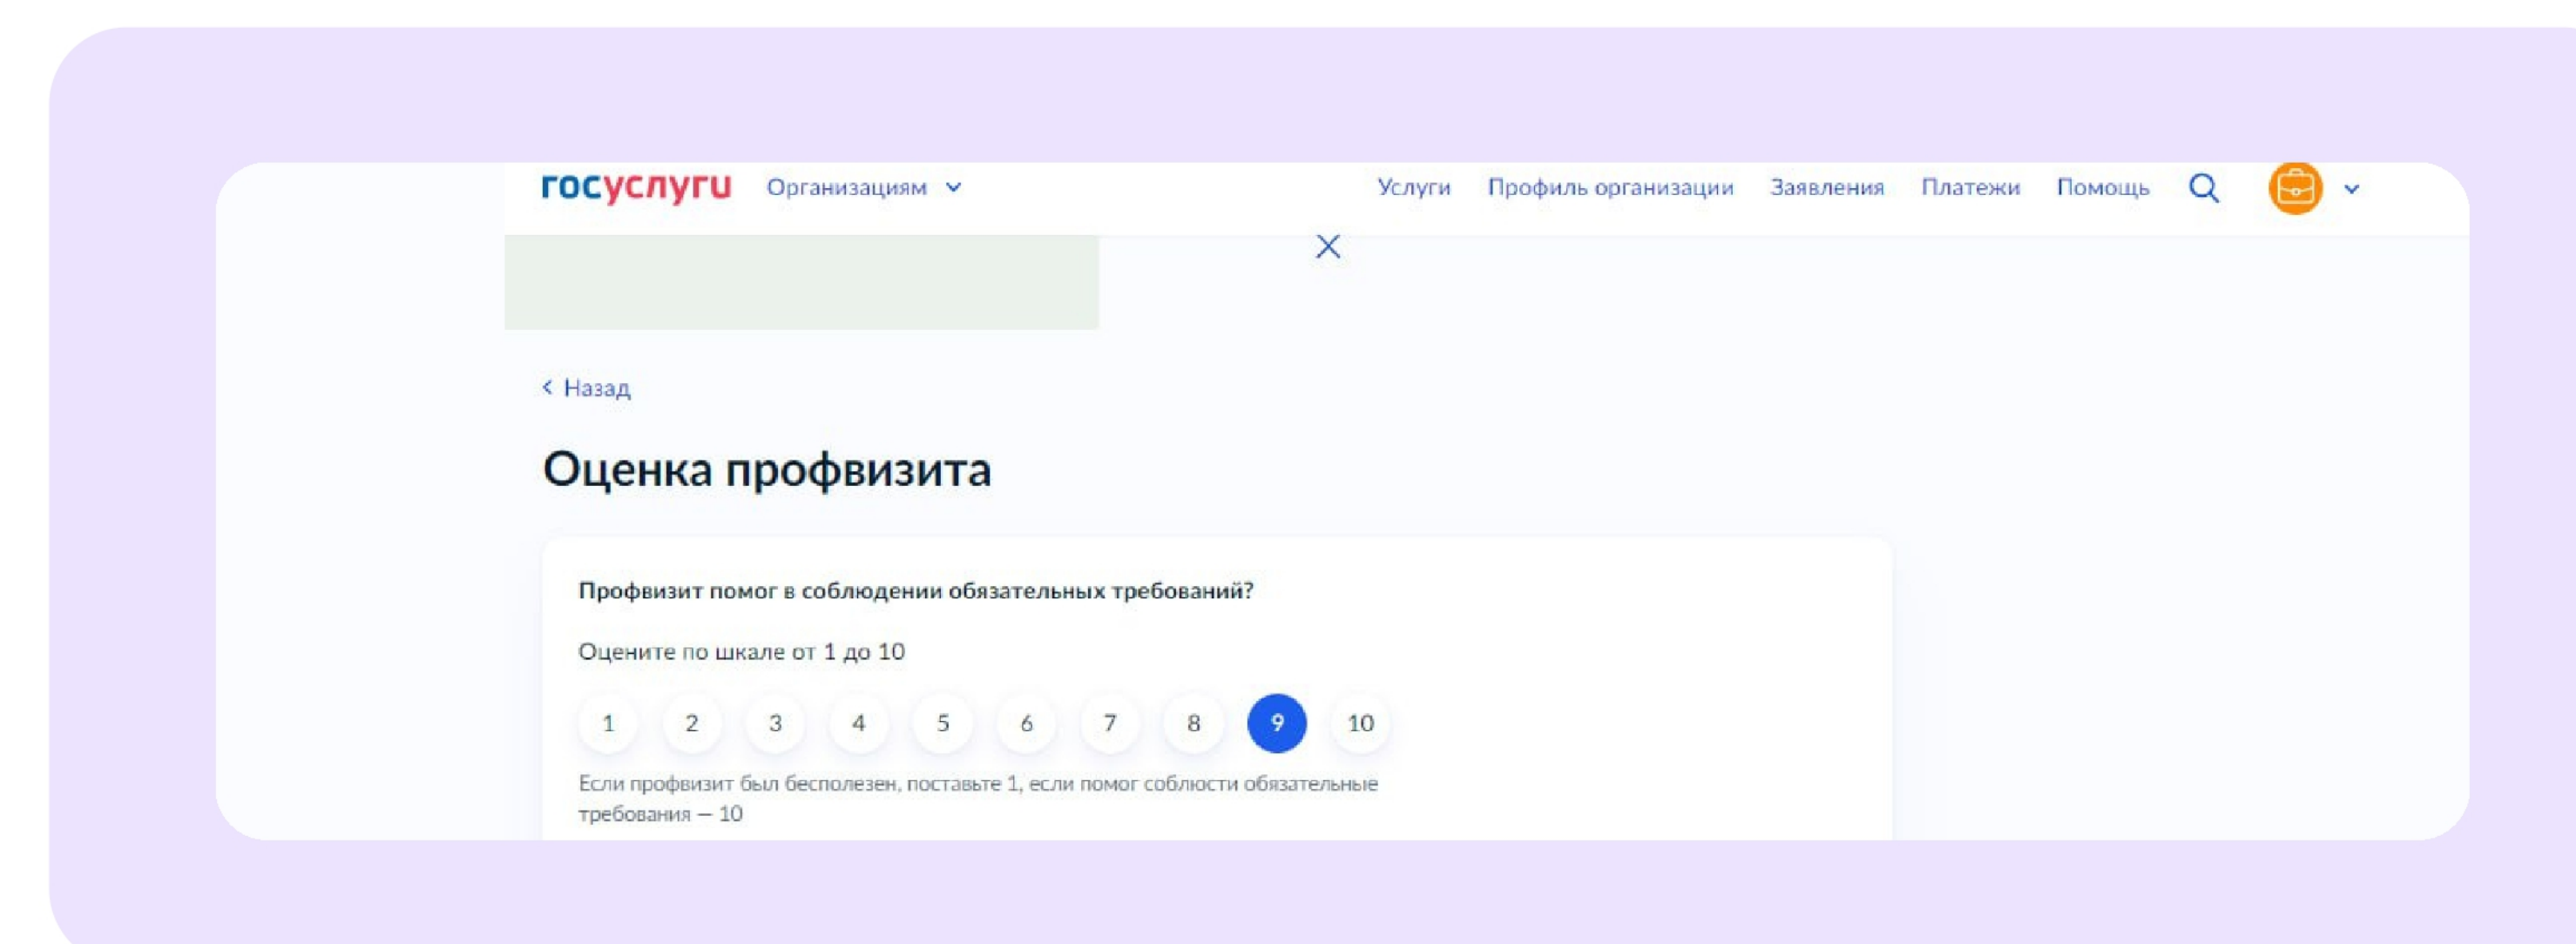 госуслуги Организациям Услуги Профиль организации Заявления Платежи Помощь
Назад
Оценка профвизита
Профвизит помог в соблюдении обязательных требований?
Оцените по шкале от 1 до 10
1 2 3 4 5 6 7 8 9 10
Если профвизит был бесполезен, поставьте 1, если помог соблюсти обязательные
требования — 10